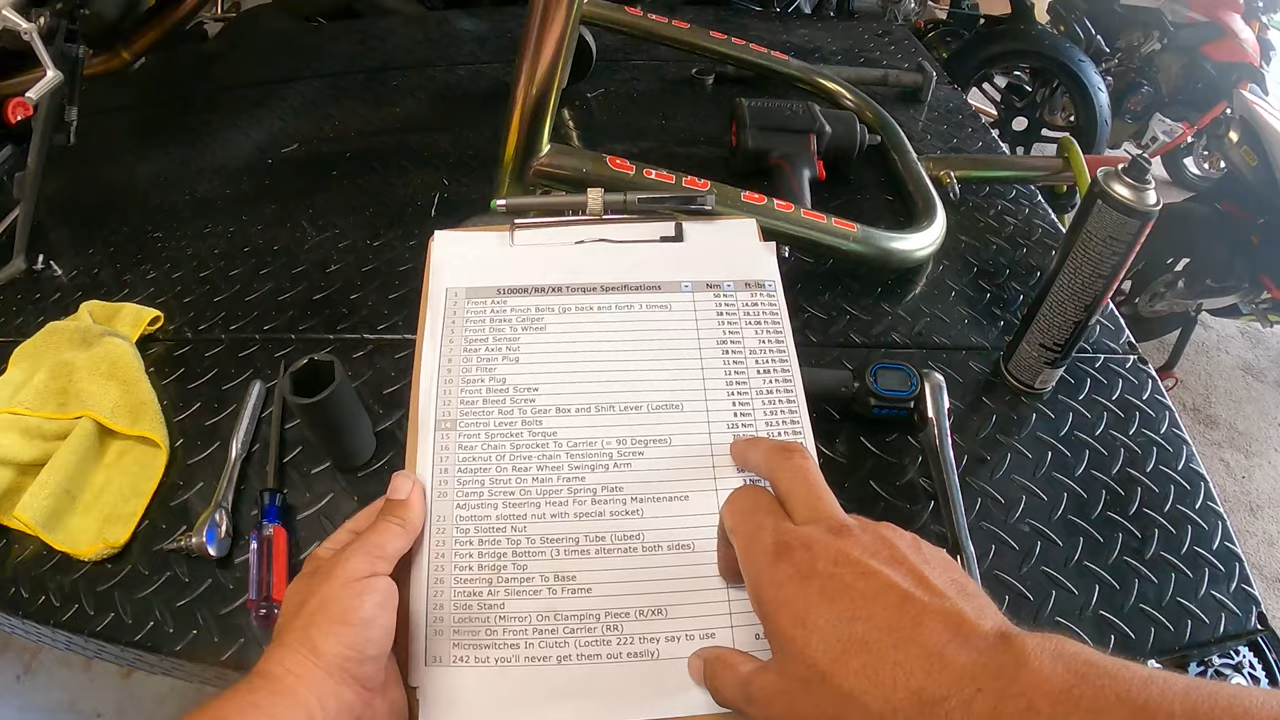 pit bull
pit bull
1 S1000R/RR/XR Torque Specifications Nm ft-lbs
2 Front Axle 50 Nm 37 ft-lbs
3 Front Axle Pinch Bolts (go back and forth 3 times) 19 Nm 14.06 ft-lbs
4 Front Brake Caliper 38 Nm 28.12 ft-lbs
5 Front Disc To Wheel 19 Nm 14.06 ft-lbs
6 Speed Sensor 5 Nm 3.7 ft-lbs
7 Rear Axle Nut 100 Nm 74 ft-lbs
8 Oil Drain Plug 28 Nm 20.72 ft-lbs
9 Oil Filter 11 Nm 8.14 ft-lbs
10 Spark Plug 12 Nm 8.88 ft-lbs
11 Front Bleed Screw 10 Nm 7.4 ft-lbs
12 Rear Bleed Screw 14 Nm 10.36 ft-lbs
13 Selector Rod To Gear Box and Shift Lever (Loctite) 8 Nm 5.92 ft-lbs
14 Control Lever Bolts 8 Nm 5.92 ft-lbs
15 Front Sprocket Torque 125 Nm 92.5 ft-lbs
16 Rear Chain Sprocket To Carrier (= 90 Degrees) 51.8 ft-lbs
17 Locknut Of Drive-chain Tensioning Screw
18 Adapter On Rear Wheel Swinging Arm
19 Spring Strut On Main Frame
20 Clamp Screw On Upper Spring Plate 3 Nm
Adjusting Steering Head For Bearing Maintenance
21 (bottom slotted nut with special socket)
22 Top Slotted Nut
23 Fork Bride Top To Steering Tube (lubed)
24 Fork Bridge Bottom (3 times alternate both sides)
25 Fork Bridge Top
26 Steering Damper To Base
27 Intake Air Silencer To Frame
28 Side Stand
29 Locknut (Mirror) On Clamping Piece (R/XR)
30 Mirror On Front Panel Carrier (RR)
Microswitches In Clutch (Loctite 222 they say to use
31 242 but you'll never get them out easily)